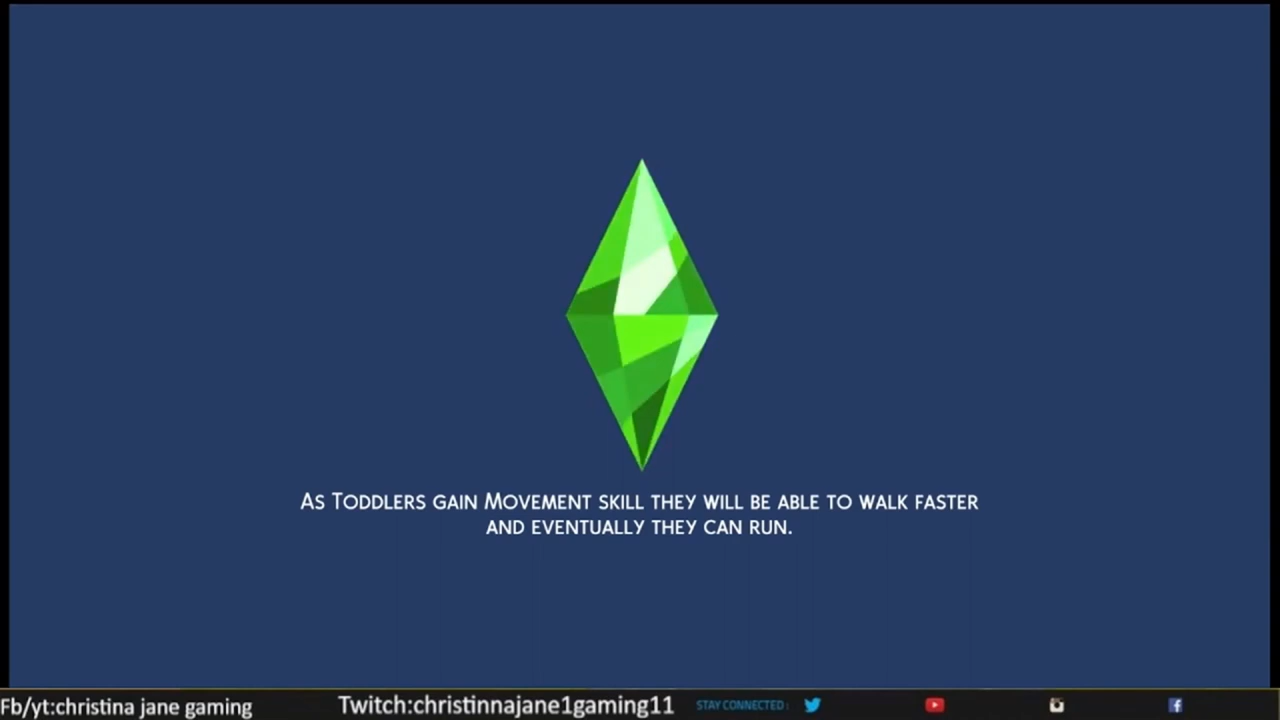 As Toddlers gain Movement skill they will be able to walk faster
and eventually they can run.
Fb/yt:christina jane gaming
Twitch:christinnajane1gaming11
STAY CONNECTED: